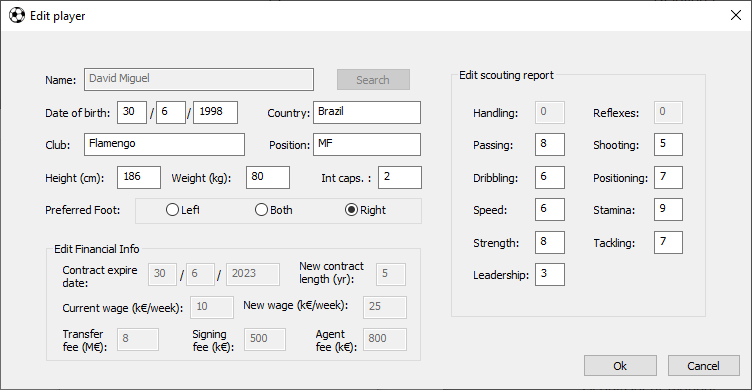 Edit player
Name: David Miguel Search
Date of birth: 30 / 6 / 1998 Country: Brazil
Club: Flamengo Position: MF
Height (cm): 186 Weight (kg): 80 Int caps. : 2
Preferred Foot: Left Both Right
Edit Financial Info
Contract expire
date: 30 / 6 / 2023
New contract
length (yr): 5
Current wage (k€/week): 10 New wage (k€/week): 25
Transfer
fee (M€): 8
Signing
fee (k€): 500
Agent
fee (k€): 800
Edit scouting report
Handling: 0 Reflexes: 0
Passing: 8 Shooting: 5
Dribbling: 6 Positioning: 7
Speed: 6 Stamina: 9
Strength: 8 Tackling: 7
Leadership: 3
Ok Cancel